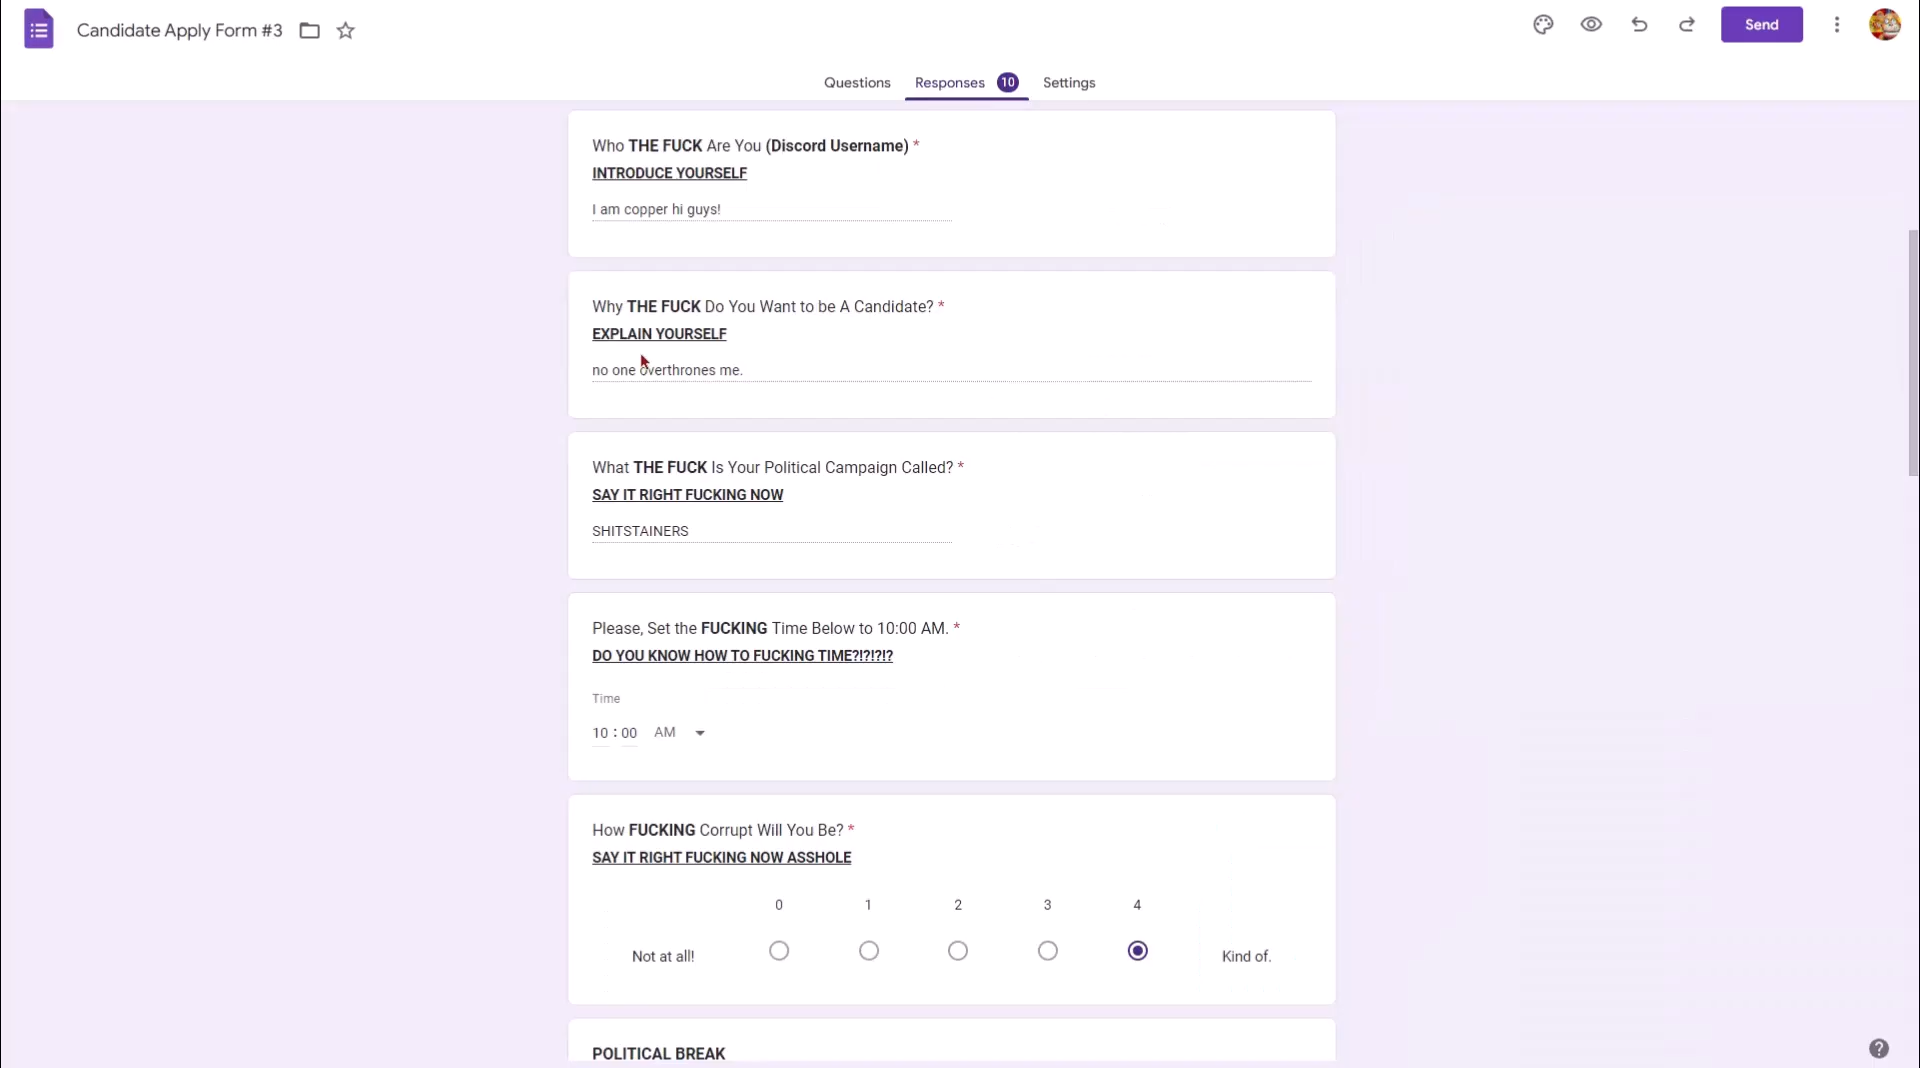 Candidate Apply Form #3
Send
Questions
Responses 10
Settings
Who THE FUCK Are You (Discord Username) *
INTRODUCE YOURSELF
I am copper hi guys!
Why THE FUCK Do You Want to be A Candidate? *
EXPLAIN YOURSELF
no one overthrones me.
What THE FUCK Is Your Political Campaign Called? *
SAY IT RIGHT FUCKING NOW
SHITSTAINERS
Please, Set the FUCKING Time Below to 10:00 AM. *
DO YOU KNOW HOW TO FUCKING TIME?!?!?!?
Time
10 : 00 AM
How FUCKING Corrupt Will You Be? *
SAY IT RIGHT FUCKING NOW ASSHOLE
0 1 2 3 4
Not at all! Kind of.
POLITICAL BREAK